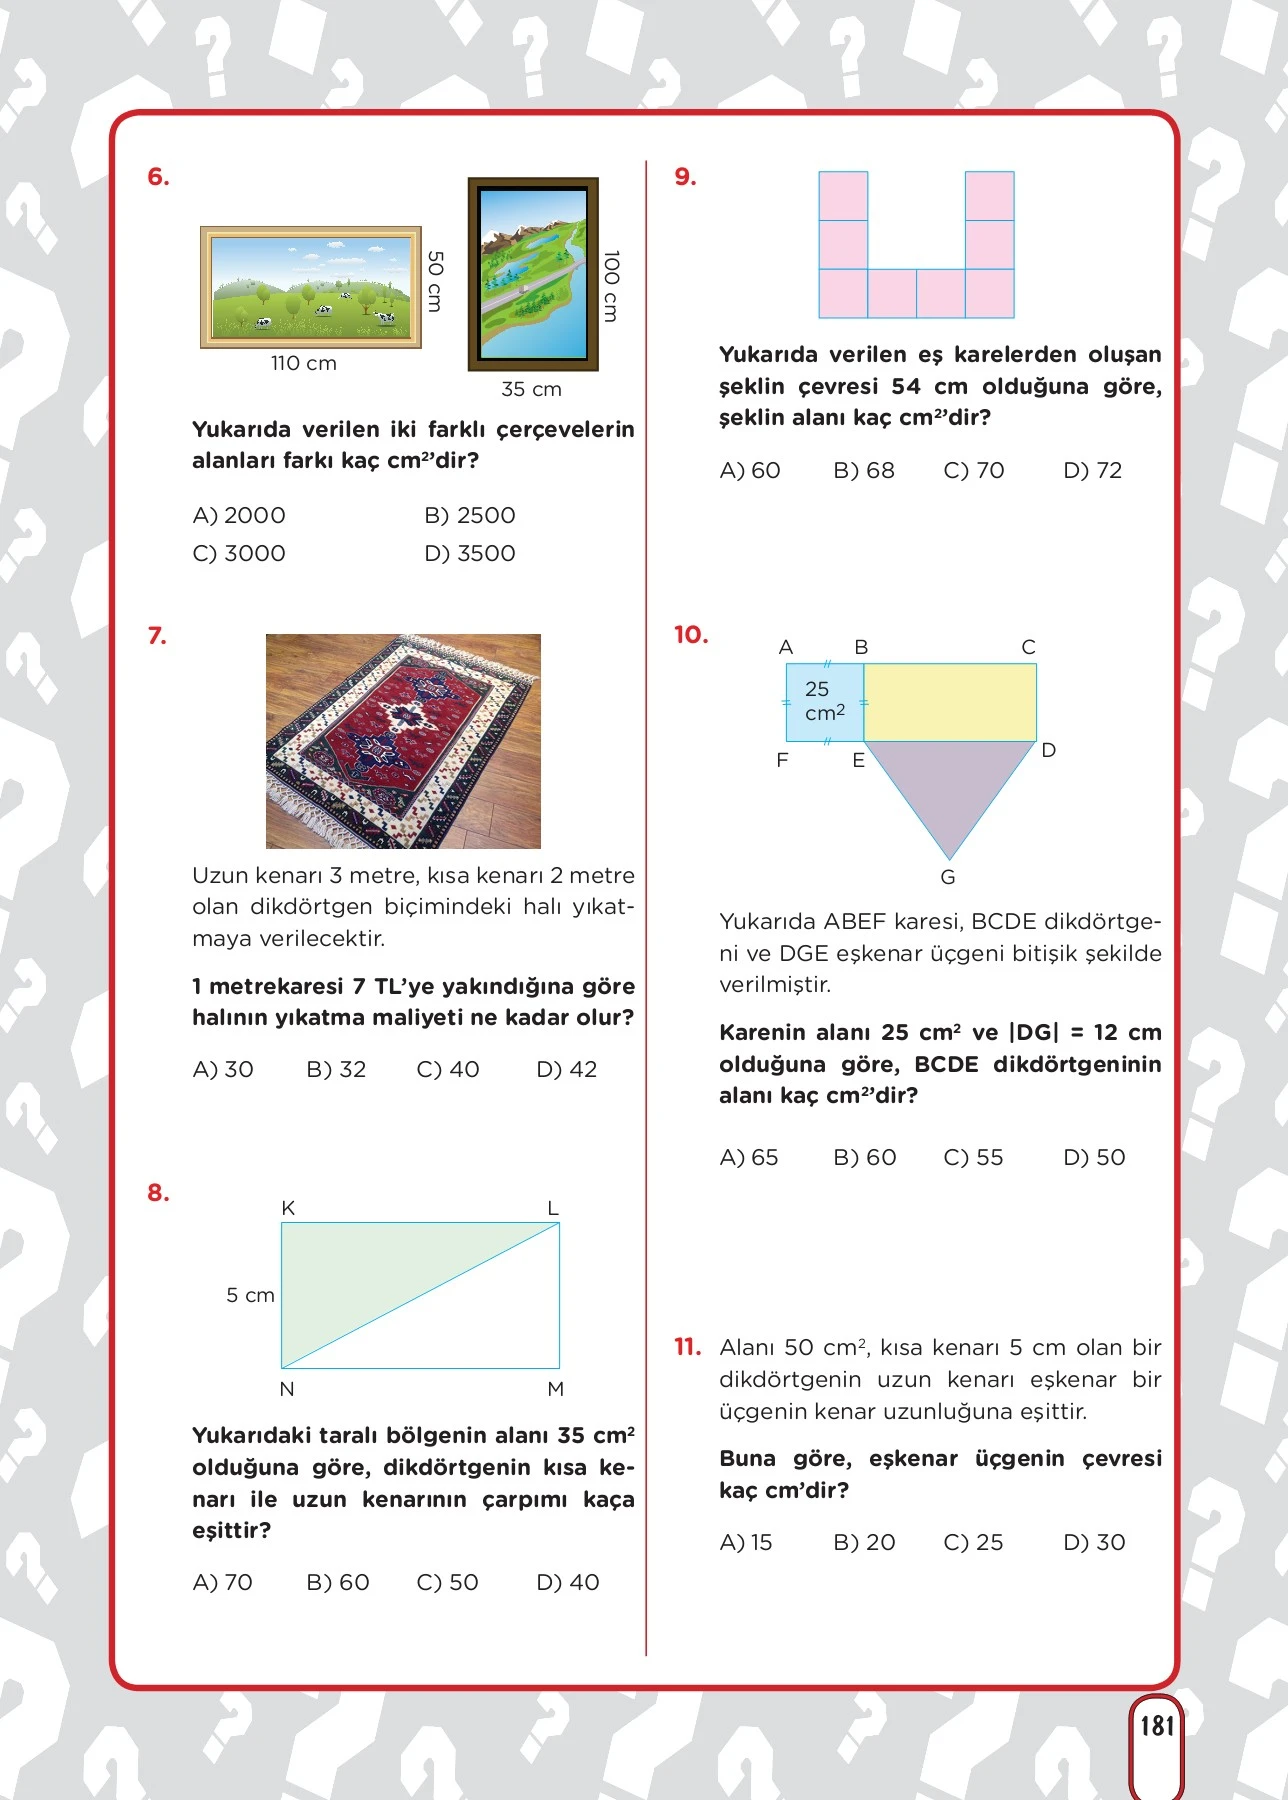 6.
50 cm
110 cm
100 cm
35 cm
Yukarıda verilen iki farklı çerçevelerin
alanları farkı kaç cm²’dir?
A) 2000 B) 2500
C) 3000 D) 3500
7.
Uzun kenarı 3 metre, kısa kenarı 2 metre
olan dikdörtgen biçimindeki halı yıkat-
maya verilecektir.
1 metrekaresi 7 TL’ye yakındığına göre
halının yıkatma maliyeti ne kadar olur?
A) 30 B) 32 C) 40 D) 42
8.
K L
5 cm
N M
Yukarıdaki taralı bölgenin alanı 35 cm²
olduğuna göre, dikdörtgenin kısa ke-
narı ile uzun kenarının çarpımı kaça
eşittir?
A) 70 B) 60 C) 50 D) 40
9.
Yukarıda verilen eş karelerden oluşan
şeklin çevresi 54 cm olduğuna göre,
şeklin alanı kaç cm²’dir?
A) 60 B) 68 C) 70 D) 72
10.
A B C
25
cm²
F E D
G
Yukarıda ABEF karesi, BCDE dikdörtge-
ni ve DGE eşkenar üçgeni bitişik şekilde
verilmiştir.
Karenin alanı 25 cm² ve |DG| = 12 cm
olduğuna göre, BCDE dikdörtgeninin
alanı kaç cm²’dir?
A) 65 B) 60 C) 55 D) 50
11. Alanı 50 cm², kısa kenarı 5 cm olan bir
dikdörtgenin uzun kenarı eşkenar bir
üçgenin kenar uzunluğuna eşittir.
Buna göre, eşkenar üçgenin çevresi
kaç cm’dir?
A) 15 B) 20 C) 25 D) 30
181